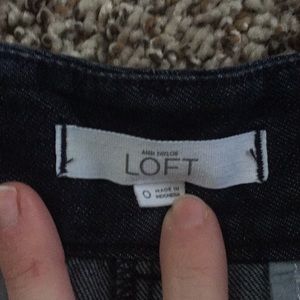 ANN TAYLOR
LOFT
0
MADE IN
INDONESIA